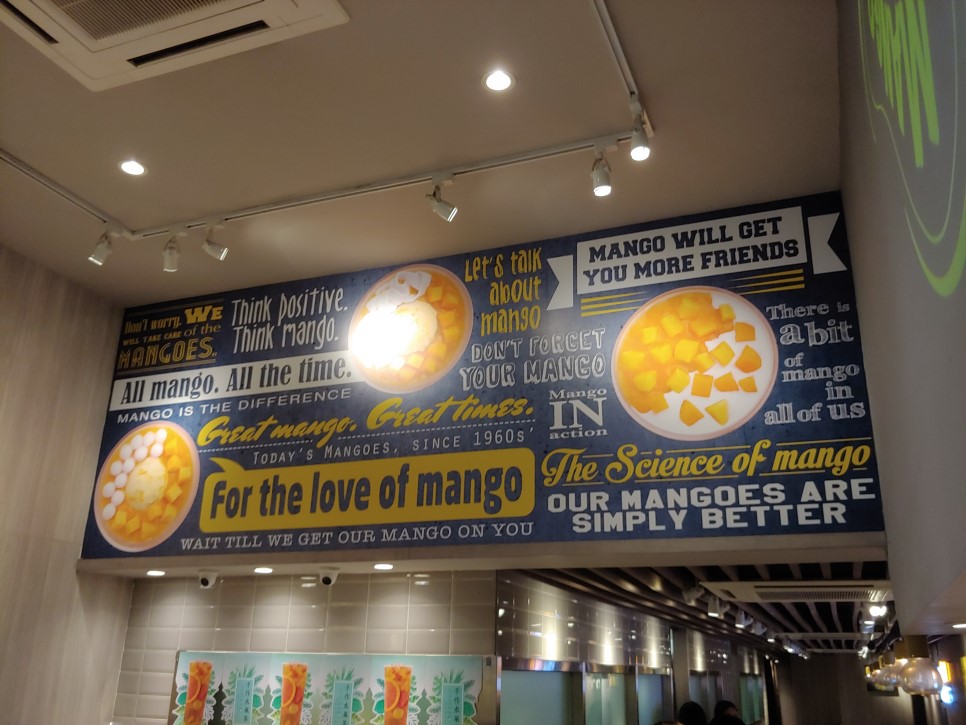 Don't worry. WE
WILL TAKE CARE of the
MANGOES.
Think positive.
Think mango.
All mango. All the time.
MANGO IS THE DIFFERENCE
Great mango. Great times.
TODAY'S MANGOES, SINCE 1960s'
For the love of mango
WAIT TILL WE GET OUR MANGO ON YOU
Let's talk
about
mango
DON'T FORGET
YOUR MANGO
Mango
IN
action
MANGO WILL GET
YOU MORE FRIENDS
There is
a bit
of
mango
in
all of us
The Science of mango
OUR MANGOES ARE
SIMPLY BETTER